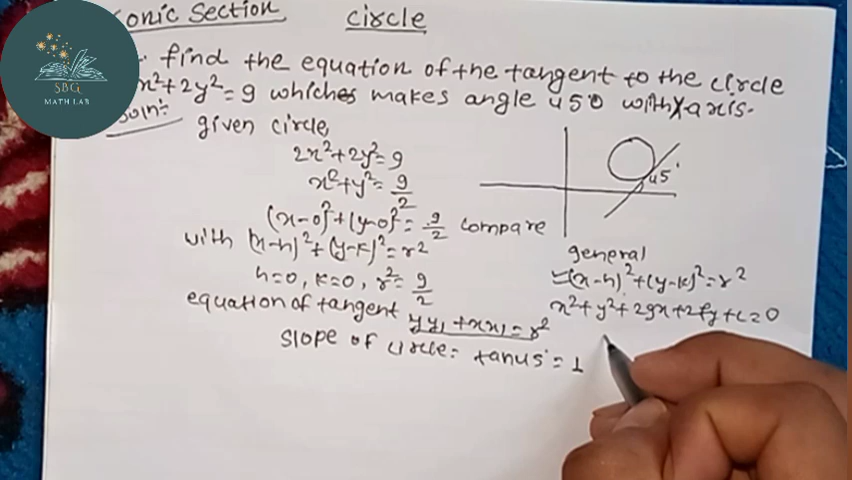 onic Section circle
find the equation of the tangent to the circle
x²+2y²=9 whiches makes angle 450 with X axis.
Soln:
given circle,
2x²+2y²=9
x²+y²=9/2
(x-0)²+(y-0)²=9/2 compare
with (x-h)²+(y-k)²=r²
h=0, k=0, r²=9/2
equation of tangent yy₁+xx₁=r²
slope of circle= tan45°=1
45°
general
=(x-h)²+(y-k)²=r²
x²+y²+2gx+2fy+c=0
SBG
MATH LAB